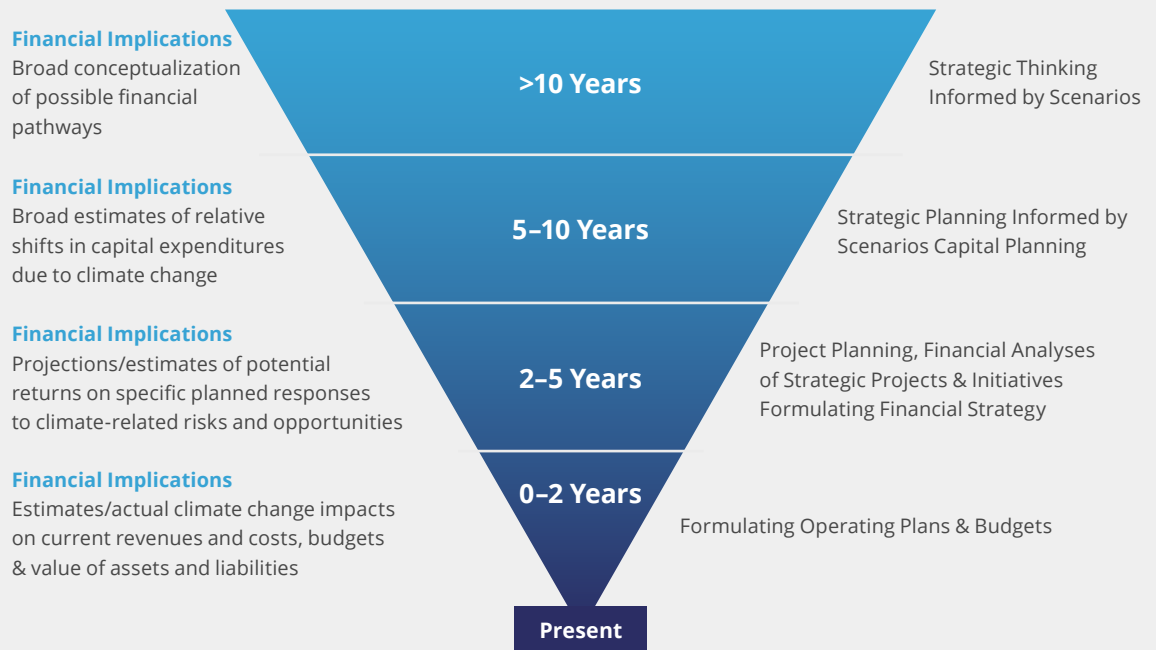 Financial Implications
Broad conceptualization
of possible financial
pathways
>10 Years
Strategic Thinking
Informed by Scenarios
Financial Implications
Broad estimates of relative
shifts in capital expenditures
due to climate change
5–10 Years
Strategic Planning Informed by
Scenarios Capital Planning
Financial Implications
Projections/estimates of potential
returns on specific planned responses
to climate-related risks and opportunities
2–5 Years
Project Planning, Financial Analyses
of Strategic Projects & Initiatives
Formulating Financial Strategy
Financial Implications
Estimates/actual climate change impacts
on current revenues and costs, budgets
& value of assets and liabilities
0–2 Years
Formulating Operating Plans & Budgets
Present